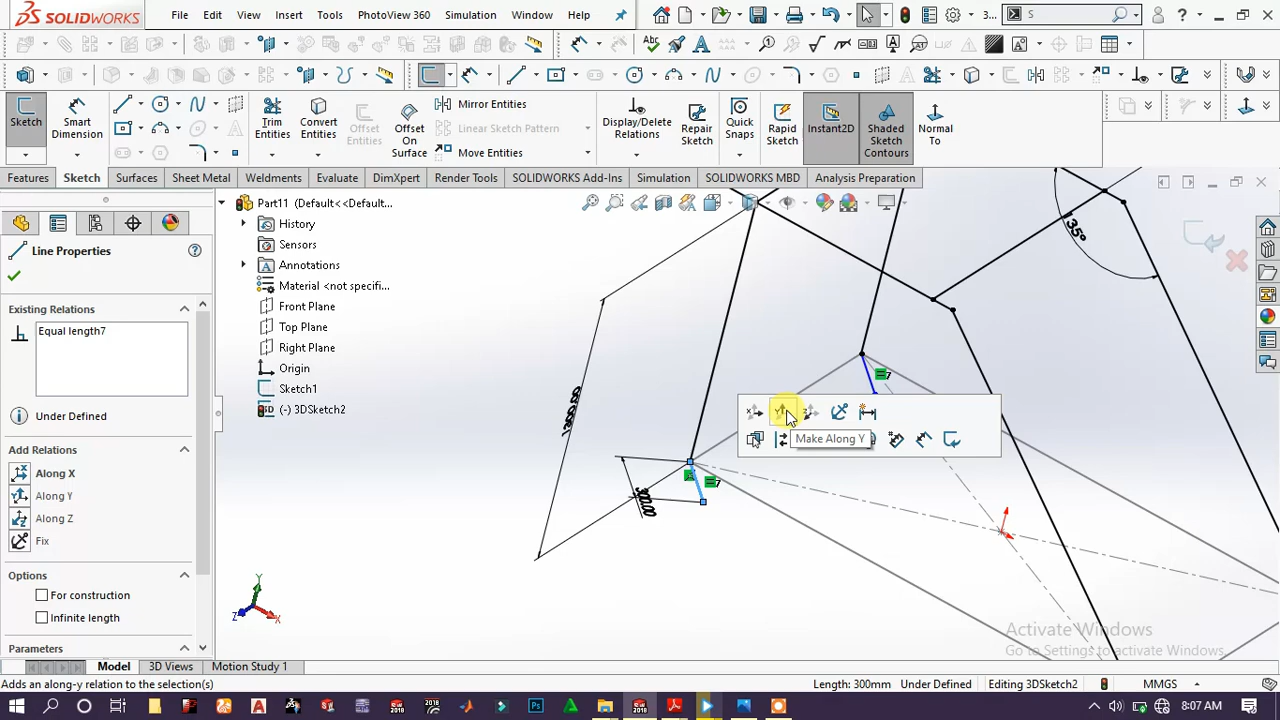 SOLIDWORKS File Edit View Insert Tools PhotoView 360 Simulation Window Help 3... S
Sketch Smart Dimension Trim Entities Convert Entities Offset Entities Offset On Surface Mirror Entities Linear Sketch Pattern Move Entities Display/Delete Relations Repair Sketch Quick Snaps Rapid Sketch Instant2D Shaded Sketch Contours Normal To
Features Sketch Surfaces Sheet Metal Weldments Evaluate DimXpert Render Tools SOLIDWORKS Add-Ins Simulation SOLIDWORKS MBD Analysis Preparation
Part11 (Default<<Default...
History
Sensors
Annotations
Material <not specifi...
Front Plane
Top Plane
Right Plane
Origin
Sketch1
(-) 3DSketch2
Line Properties
Existing Relations
Equal length7
Under Defined
Add Relations
Along X
Along Y
Along Z
Fix
Options
For construction
Infinite length
Parameters
135°
7
Make Along Y
7
300.00
Y
Z
X
Activate Windows
Go to Settings to activate Windows.
Model 3D Views Motion Study 1
Adds an along-y relation to the selection(s) Length: 300mm Under Defined Editing 3DSketch2 MMGS
8:07 AM